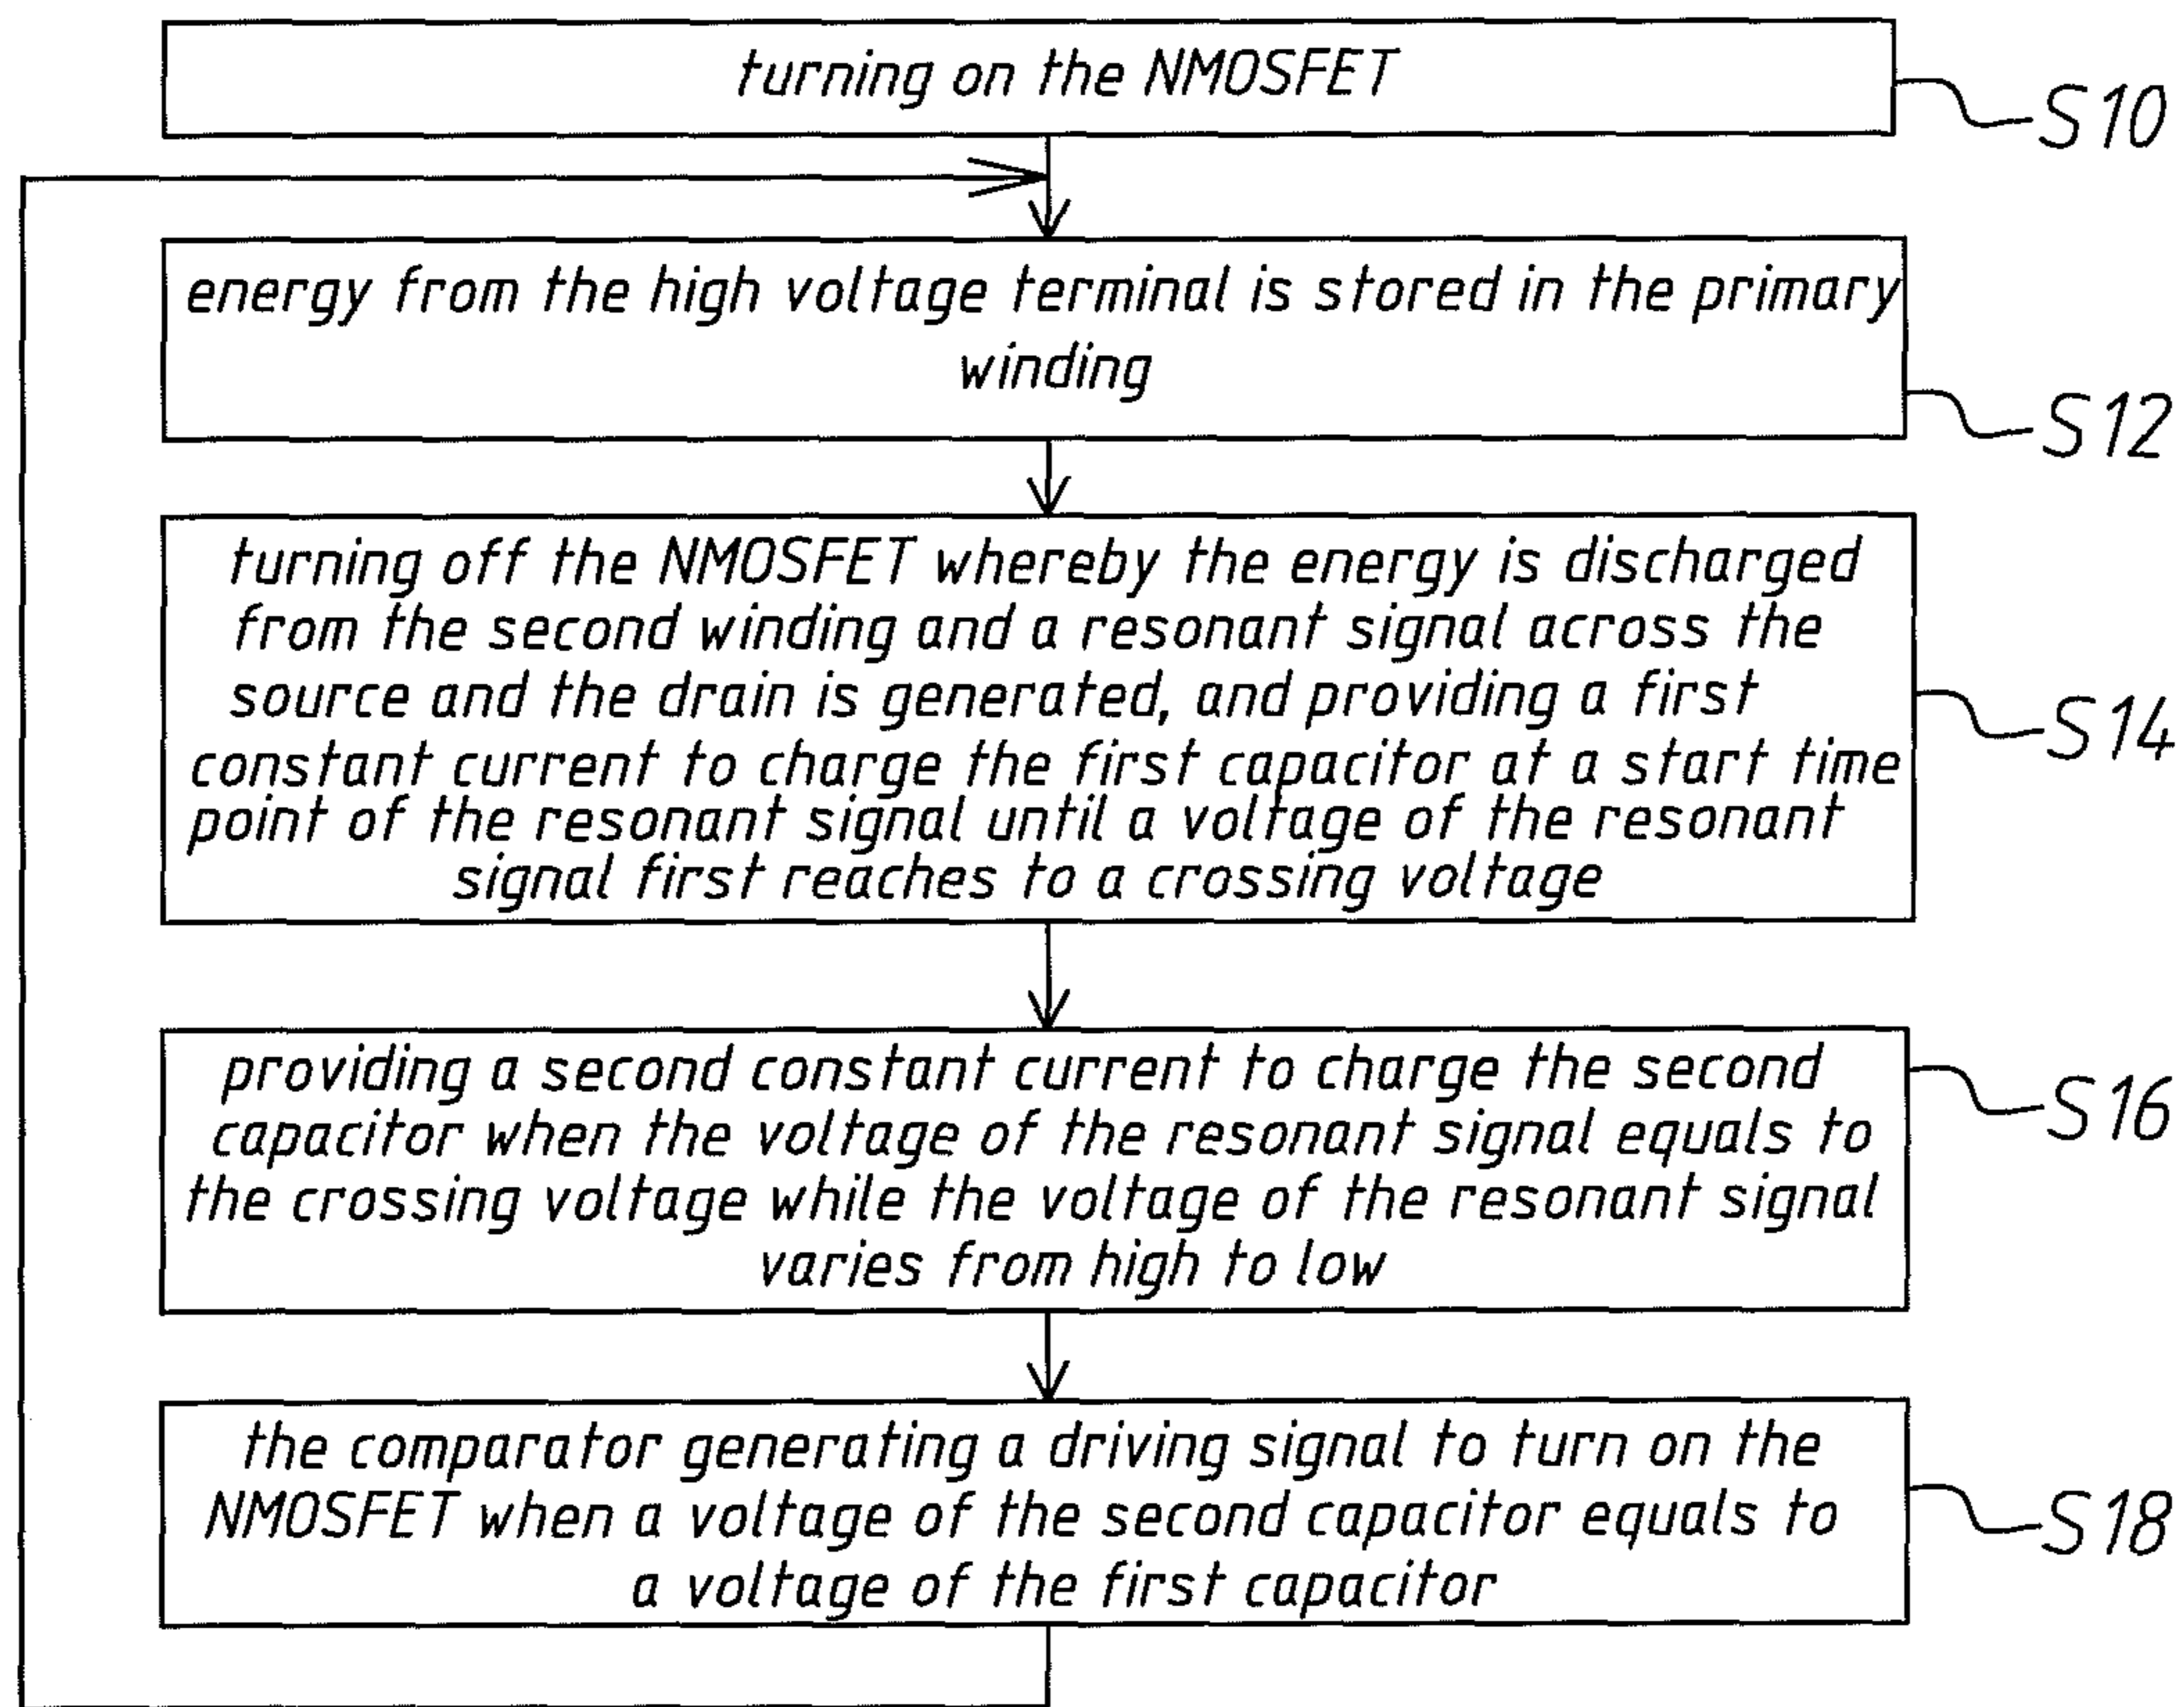 turning on the NMOSFET
S10
energy from the high voltage terminal is stored in the primary
winding
S12
turning off the NMOSFET whereby the energy is discharged
from the second winding and a resonant signal across the
source and the drain is generated, and providing a first
constant current to charge the first capacitor at a start time
point of the resonant signal until a voltage of the resonant
signal first reaches to a crossing voltage
S14
providing a second constant current to charge the second
capacitor when the voltage of the resonant signal equals to
the crossing voltage while the voltage of the resonant signal
varies from high to low
S16
the comparator generating a driving signal to turn on the
NMOSFET when a voltage of the second capacitor equals to
a voltage of the first capacitor
S18